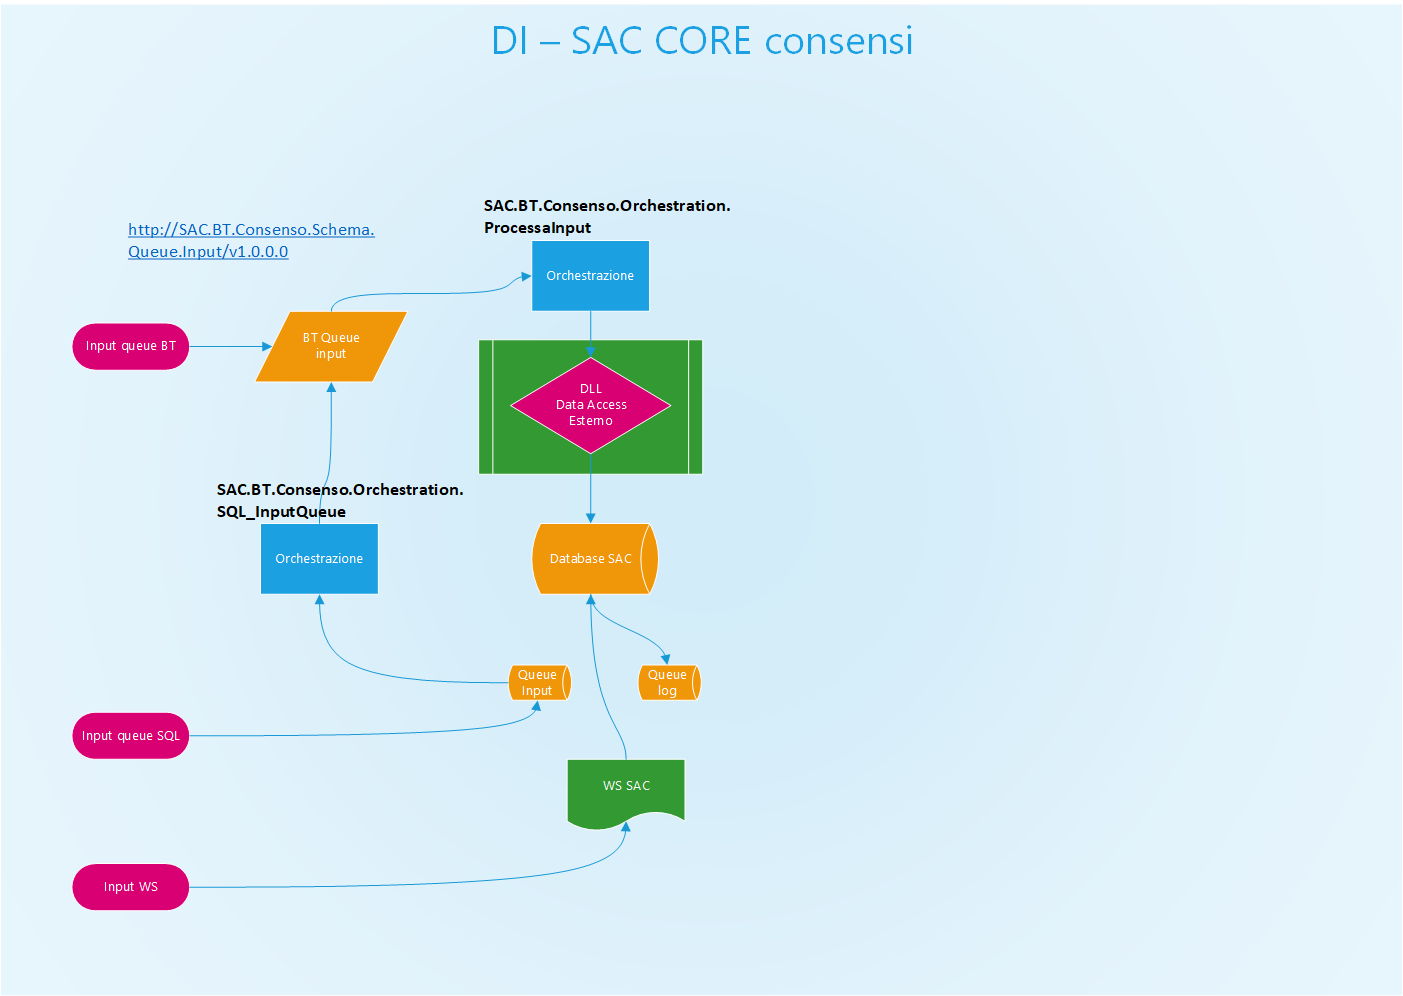 DI – SAC CORE consensi
SAC.BT.Consenso.Orchestration.
ProcessaInput
http://SAC.BT.Consenso.Schema.
Queue.Input/v1.0.0.0
Orchestrazione
Input queue BT
BT Queue
input
DLL
Data Access
Esterno
SAC.BT.Consenso.Orchestration.
SQL_InputQueue
Orchestrazione
Database SAC
Queue
Input
Queue
log
Input queue SQL
WS SAC
Input WS